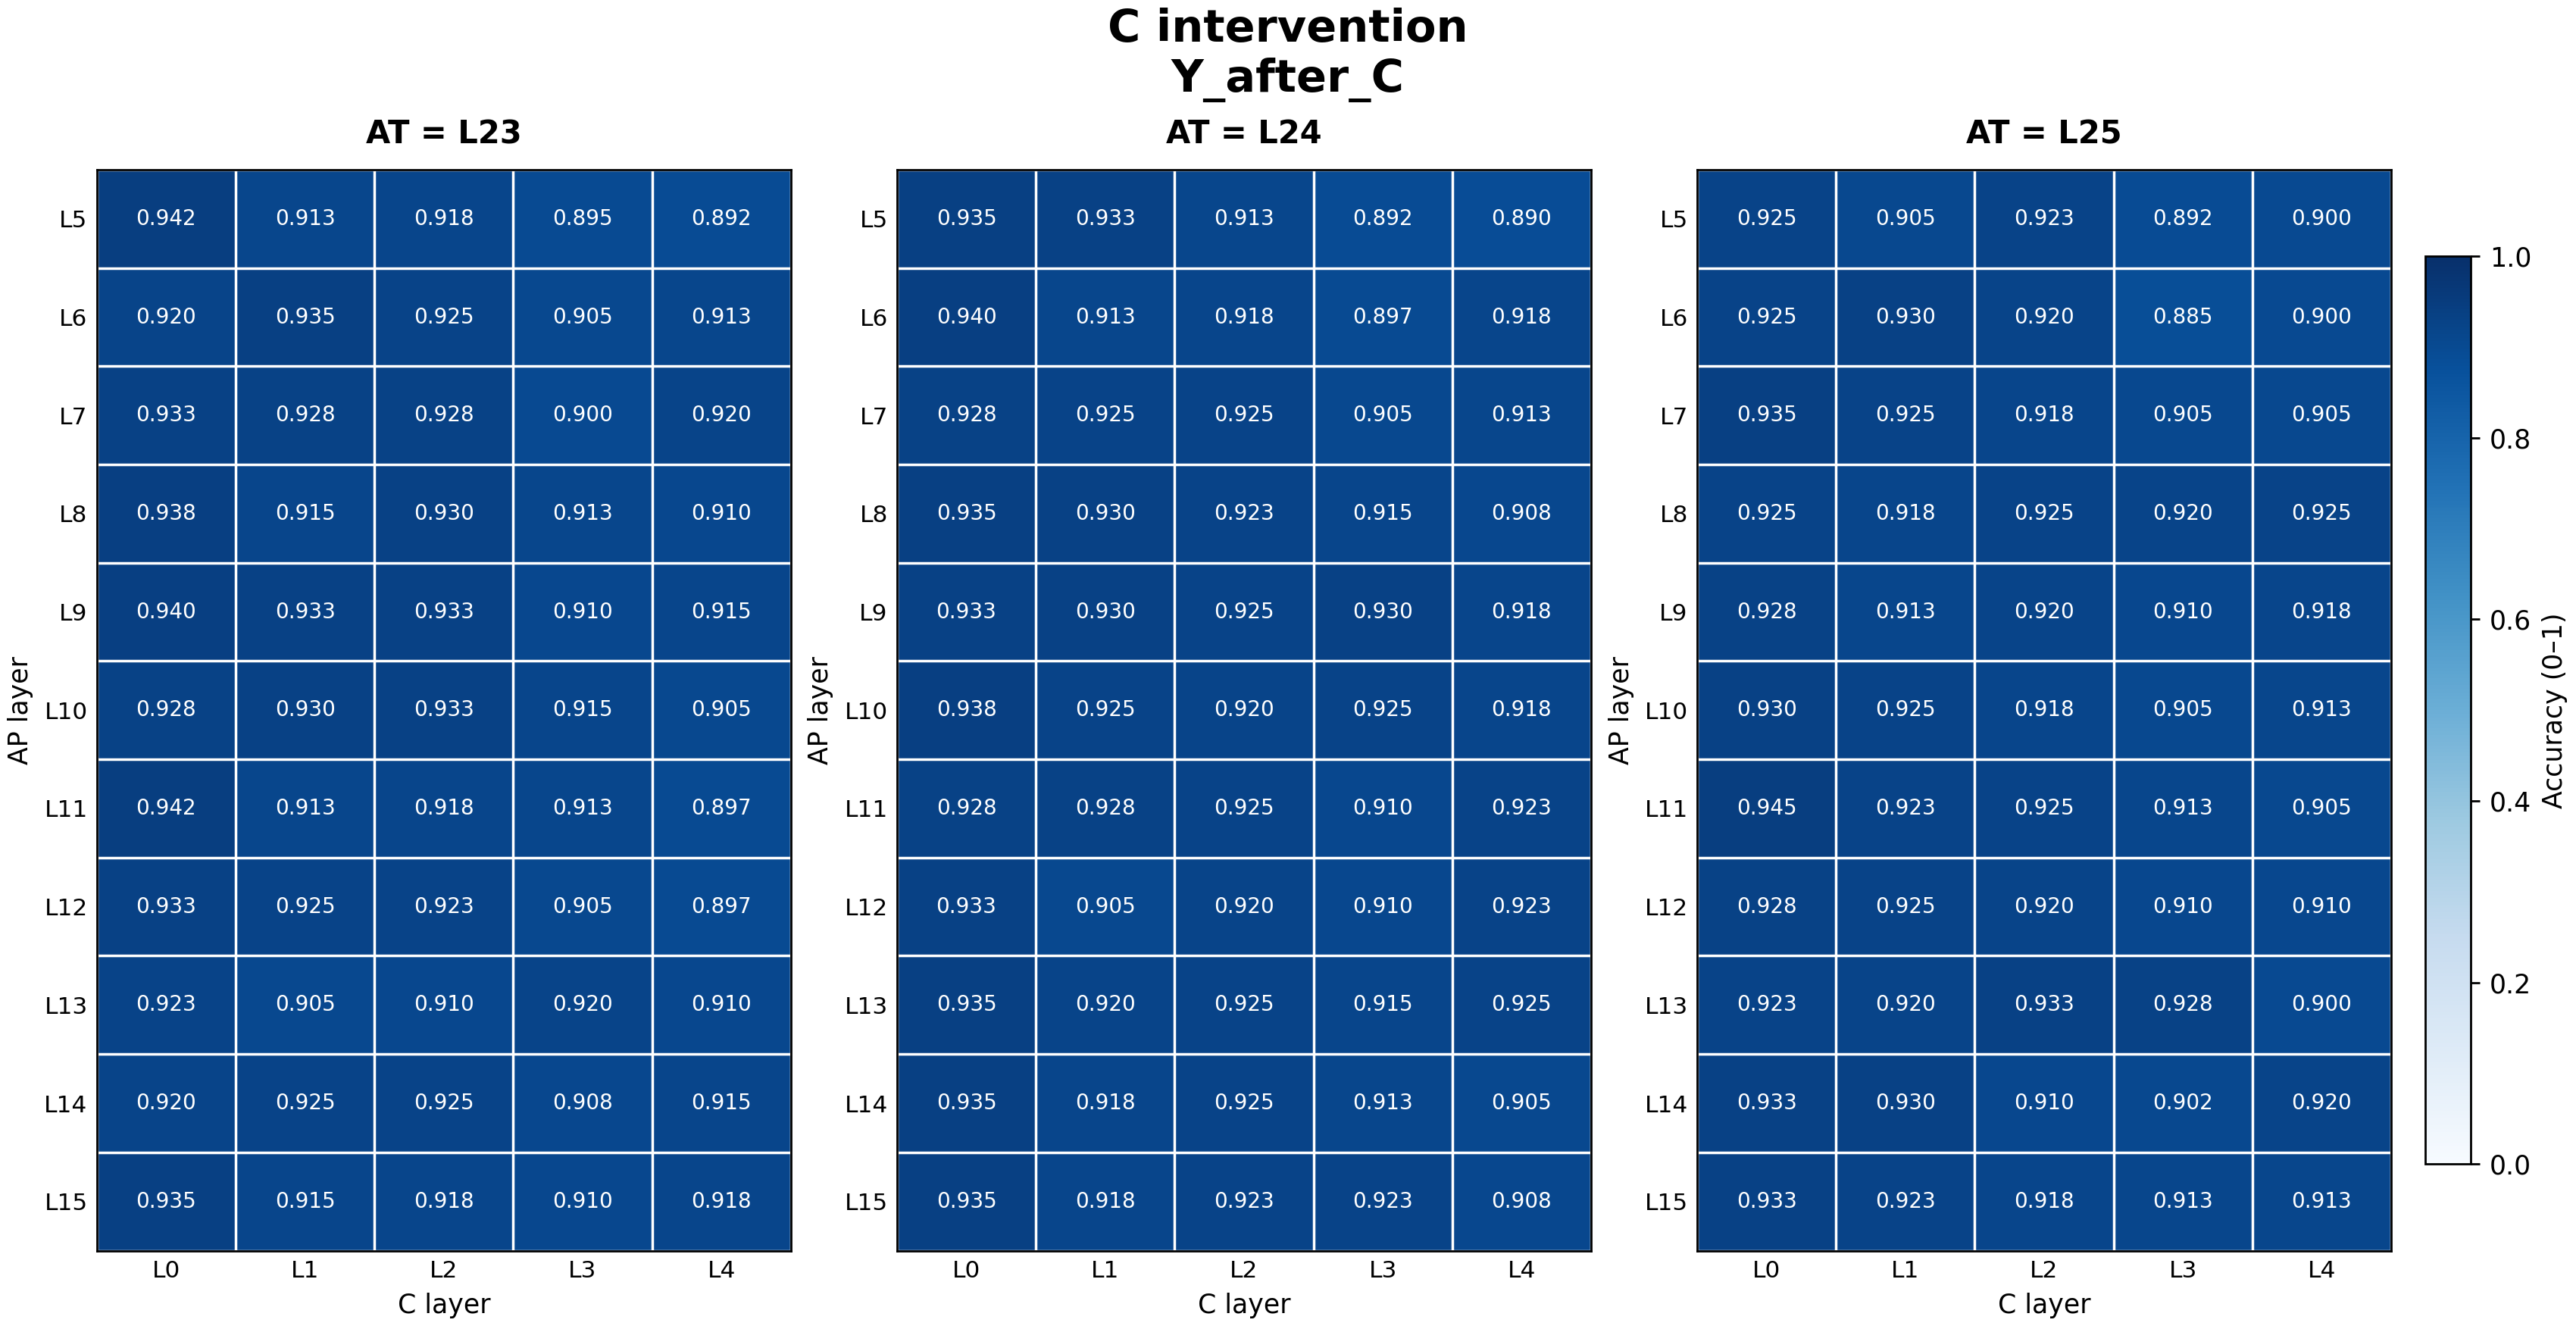 C intervention
Y_after_C
AT = L23
AP layer
L5 0.942 0.913 0.918 0.895 0.892
L6 0.920 0.935 0.925 0.905 0.913
L7 0.933 0.928 0.928 0.900 0.920
L8 0.938 0.915 0.930 0.913 0.910
L9 0.940 0.933 0.933 0.910 0.915
L10 0.928 0.930 0.933 0.915 0.905
L11 0.942 0.913 0.918 0.913 0.897
L12 0.933 0.925 0.923 0.905 0.897
L13 0.923 0.905 0.910 0.920 0.910
L14 0.920 0.925 0.925 0.908 0.915
L15 0.935 0.915 0.918 0.910 0.918
L0 L1 L2 L3 L4
C layer
AT = L24
AP layer
L5 0.935 0.933 0.913 0.892 0.890
L6 0.940 0.913 0.918 0.897 0.918
L7 0.928 0.925 0.925 0.905 0.913
L8 0.935 0.930 0.923 0.915 0.908
L9 0.933 0.930 0.925 0.930 0.918
L10 0.938 0.925 0.920 0.925 0.918
L11 0.928 0.928 0.925 0.910 0.923
L12 0.933 0.905 0.920 0.910 0.923
L13 0.935 0.920 0.925 0.915 0.925
L14 0.935 0.918 0.925 0.913 0.905
L15 0.935 0.918 0.923 0.923 0.908
L0 L1 L2 L3 L4
C layer
AT = L25
AP layer
L5 0.925 0.905 0.923 0.892 0.900
L6 0.925 0.930 0.920 0.885 0.900
L7 0.935 0.925 0.918 0.905 0.905
L8 0.925 0.918 0.925 0.920 0.925
L9 0.928 0.913 0.920 0.910 0.918
L10 0.930 0.925 0.918 0.905 0.913
L11 0.945 0.923 0.925 0.913 0.905
L12 0.928 0.925 0.920 0.910 0.910
L13 0.923 0.920 0.933 0.928 0.900
L14 0.933 0.930 0.910 0.902 0.920
L15 0.933 0.923 0.918 0.913 0.913
L0 L1 L2 L3 L4
C layer
1.0
0.8
0.6
0.4
0.2
0.0
Accuracy (0–1)